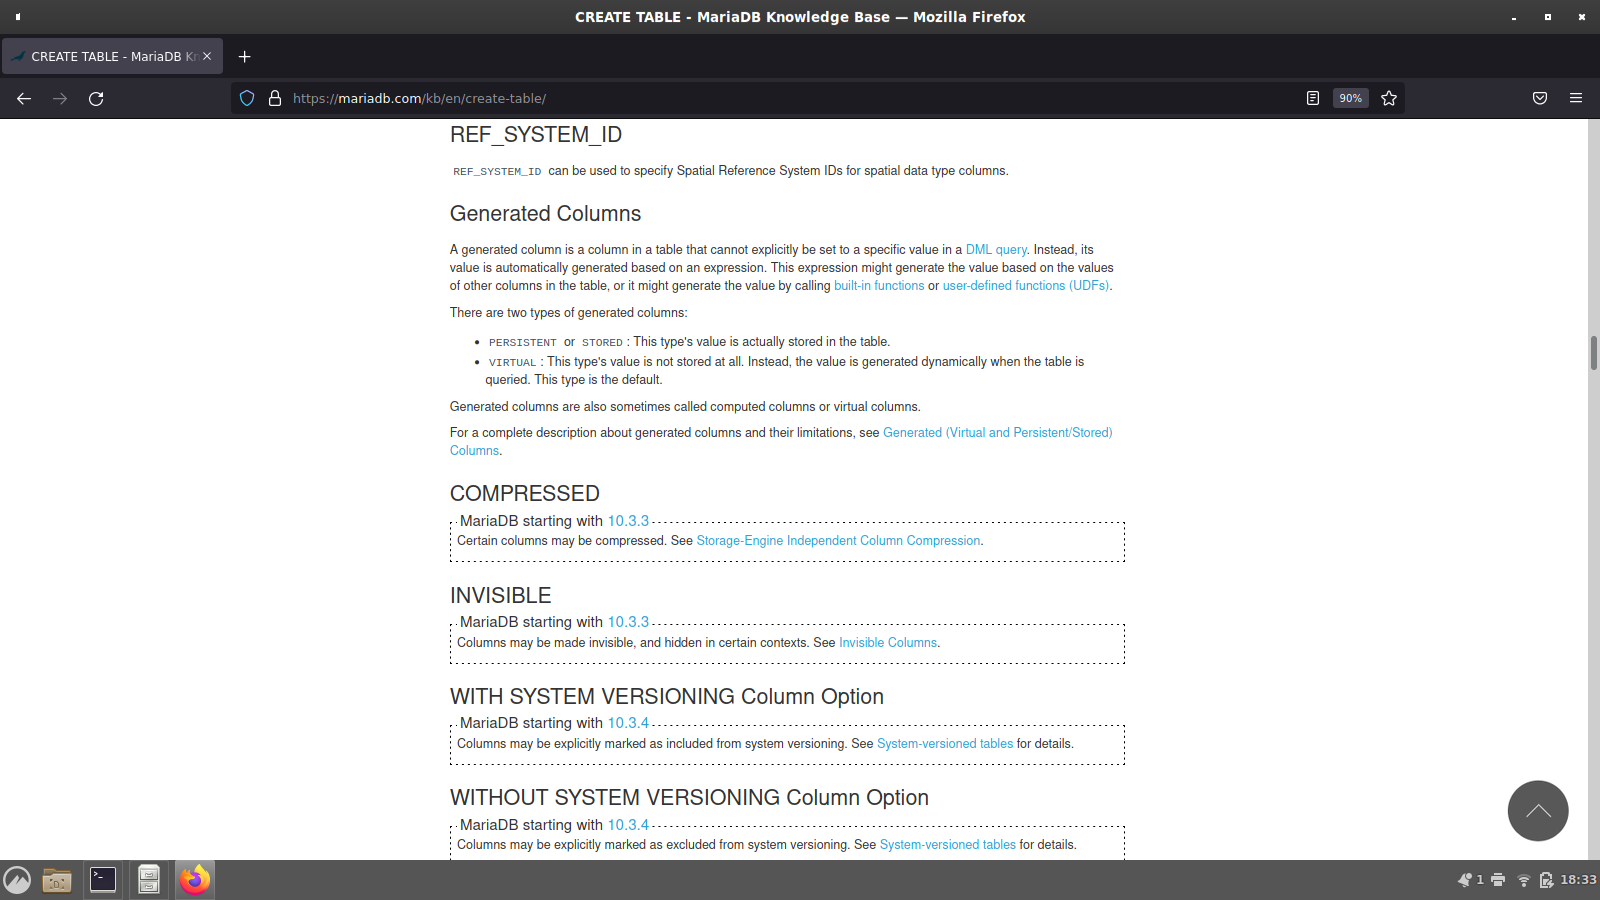 CREATE TABLE - MariaDB Knowledge Base — Mozilla Firefox
CREATE TABLE - MariaDB Kn
https://mariadb.com/kb/en/create-table/
90%
REF_SYSTEM_ID
REF_SYSTEM_ID can be used to specify Spatial Reference System IDs for spatial data type columns.
Generated Columns
A generated column is a column in a table that cannot explicitly be set to a specific value in a DML query. Instead, its
value is automatically generated based on an expression. This expression might generate the value based on the values
of other columns in the table, or it might generate the value by calling built-in functions or user-defined functions (UDFs).
There are two types of generated columns:
• PERSISTENT or STORED : This type's value is actually stored in the table.
• VIRTUAL : This type's value is not stored at all. Instead, the value is generated dynamically when the table is
queried. This type is the default.
Generated columns are also sometimes called computed columns or virtual columns.
For a complete description about generated columns and their limitations, see Generated (Virtual and Persistent/Stored)
Columns.
COMPRESSED
MariaDB starting with 10.3.3
Certain columns may be compressed. See Storage-Engine Independent Column Compression.
INVISIBLE
MariaDB starting with 10.3.3
Columns may be made invisible, and hidden in certain contexts. See Invisible Columns.
WITH SYSTEM VERSIONING Column Option
MariaDB starting with 10.3.4
Columns may be explicitly marked as included from system versioning. See System-versioned tables for details.
WITHOUT SYSTEM VERSIONING Column Option
MariaDB starting with 10.3.4
Columns may be explicitly marked as excluded from system versioning. See System-versioned tables for details.
1
18:33